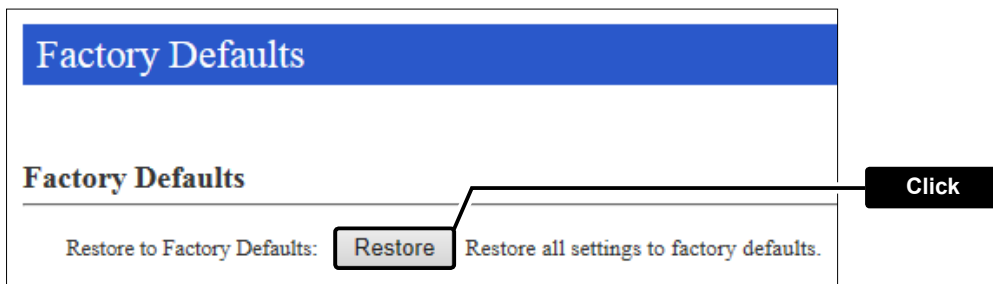 Factory Defaults
Factory Defaults
Click
Restore to Factory Defaults: Restore Restore all settings to factory defaults.